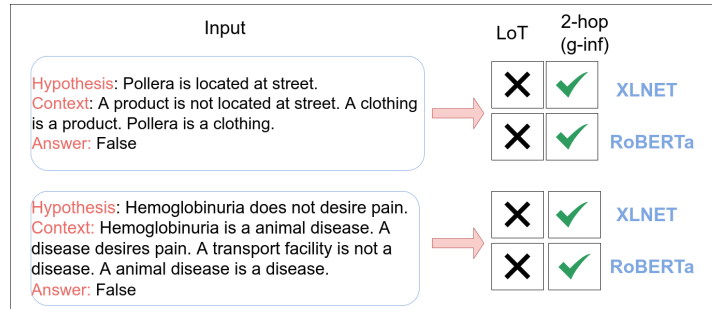 Input
LoT
2-hop
(g-inf)
Hypothesis: Pollera is located at street.
Context: A product is not located at street. A clothing
is a product. Pollera is a clothing.
Answer: False
XLNET
RoBERTa
Hypothesis: Hemoglobinuria does not desire pain.
Context: Hemoglobinuria is a animal disease. A
disease desires pain. A transport facility is not a
disease. A animal disease is a disease.
Answer: False
XLNET
RoBERTa